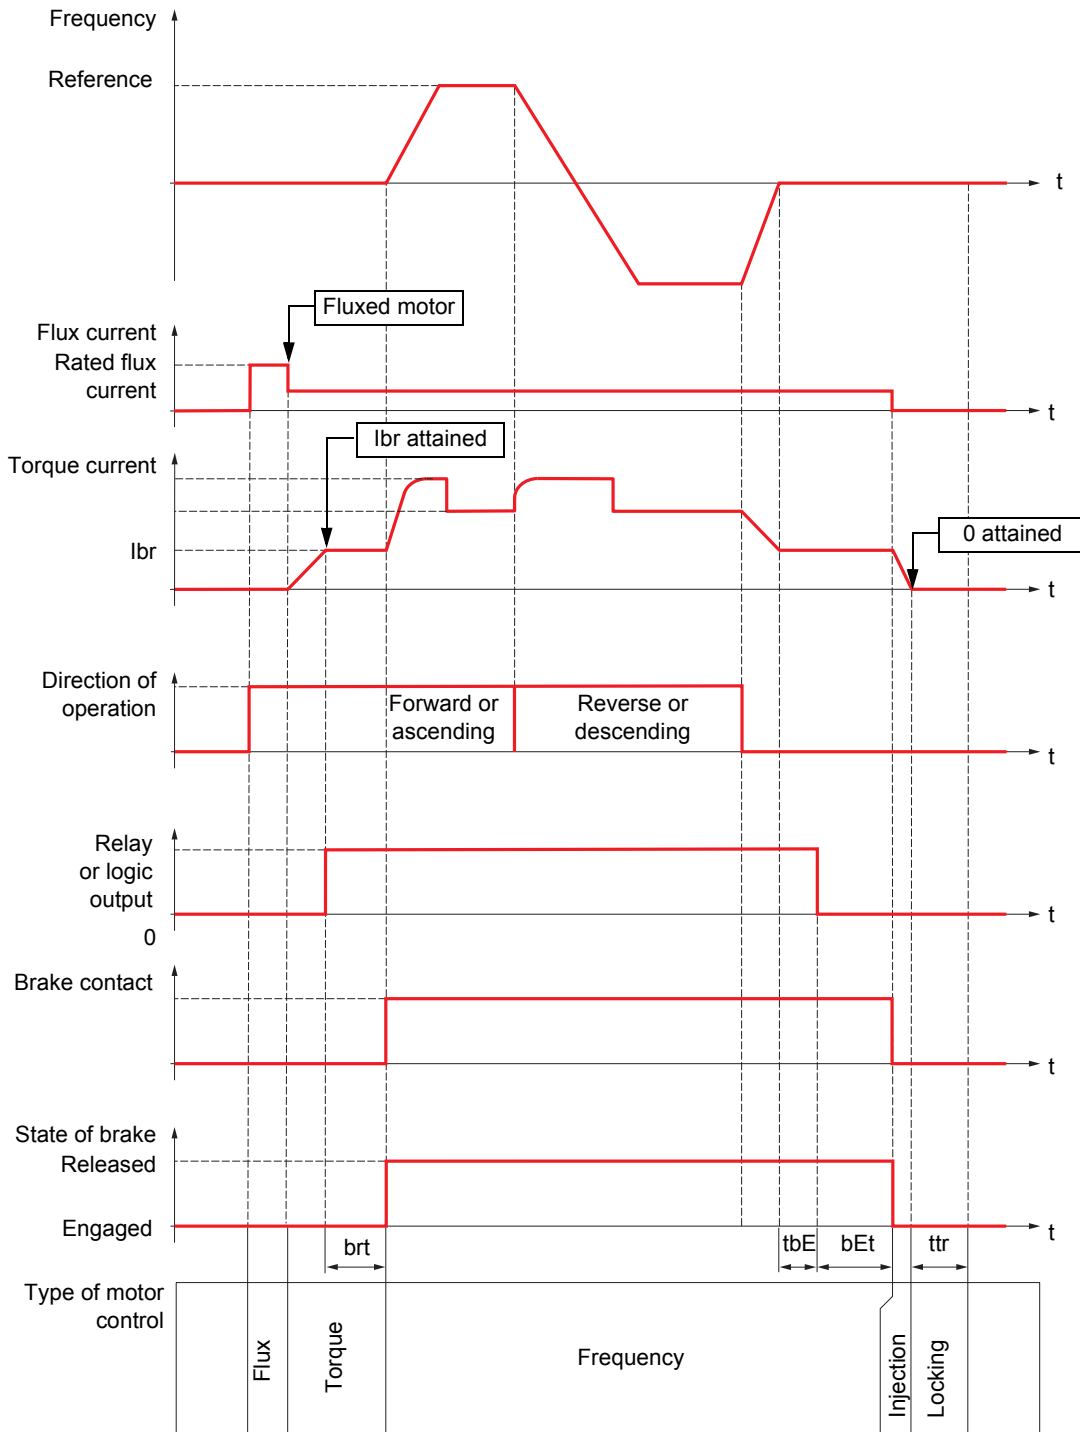 Frequency
Reference
t
Fluxed motor
Flux current
Rated flux
current
t
Ibr attained
Torque current
0 attained
Ibr
t
Direction of
operation
Forward or
ascending
Reverse or
descending
t
Relay
or logic
output
0
t
Brake contact
t
State of brake
Released
Engaged
t
brt
tbE
bEt
ttr
Type of motor
control
Flux
Torque
Frequency
Injection
Locking